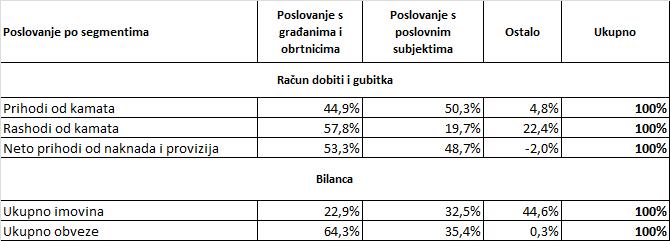 Poslovanje po segmentima Poslovanje s građanima i obrtnicima Poslovanje s poslovnim subjektima Ostalo Ukupno
Račun dobiti i gubitka
Prihodi od kamata 44,9% 50,3% 4,8% 100%
Rashodi od kamata 57,8% 19,7% 22,4% 100%
Neto prihodi od naknada i provizija 53,3% 48,7% -2,0% 100%
Bilanca
Ukupno imovina 22,9% 32,5% 44,6% 100%
Ukupno obveze 64,3% 35,4% 0,3% 100%